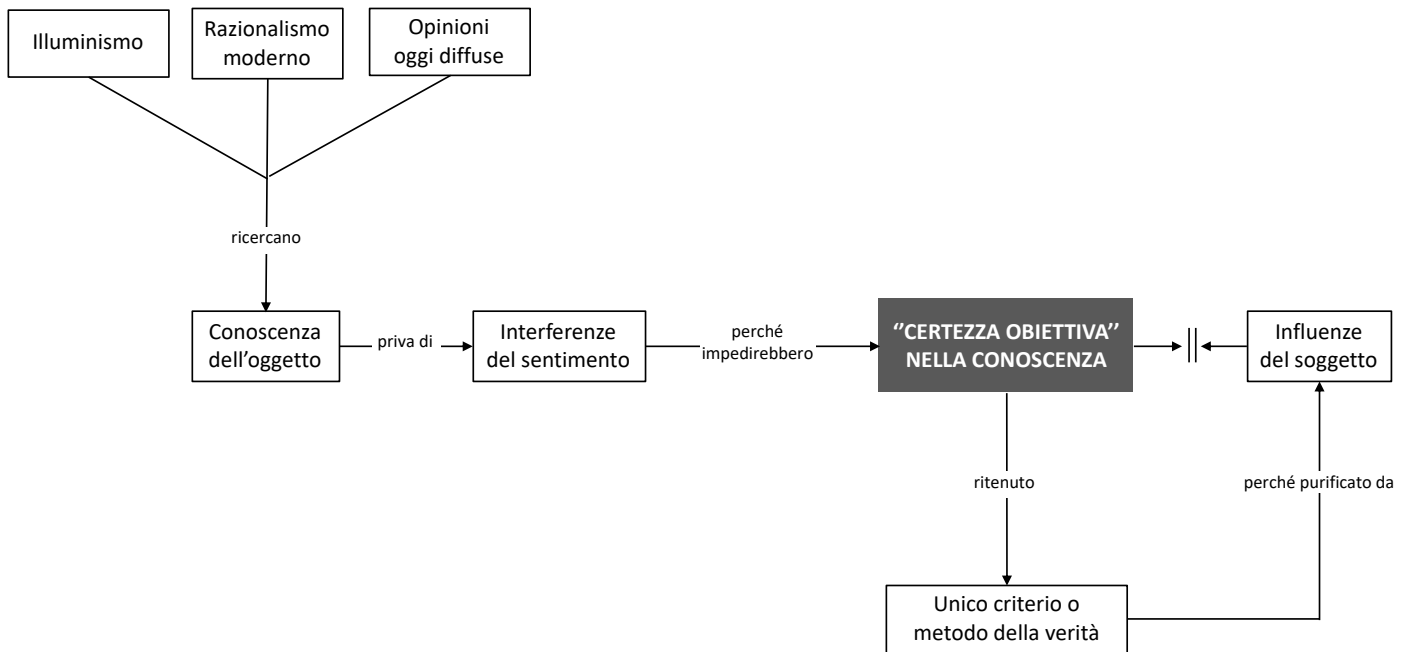 Illuminismo
Razionalismo
moderno
Opinioni
oggi diffuse
ricercano
Conoscenza
dell’oggetto
priva di
Interferenze
del sentimento
perché
impedirebbero
‘’CERTEZZA OBIETTIVA’’
NELLA CONOSCENZA
Influenze
del soggetto
ritenuto
perché purificato da
Unico criterio o
metodo della verità